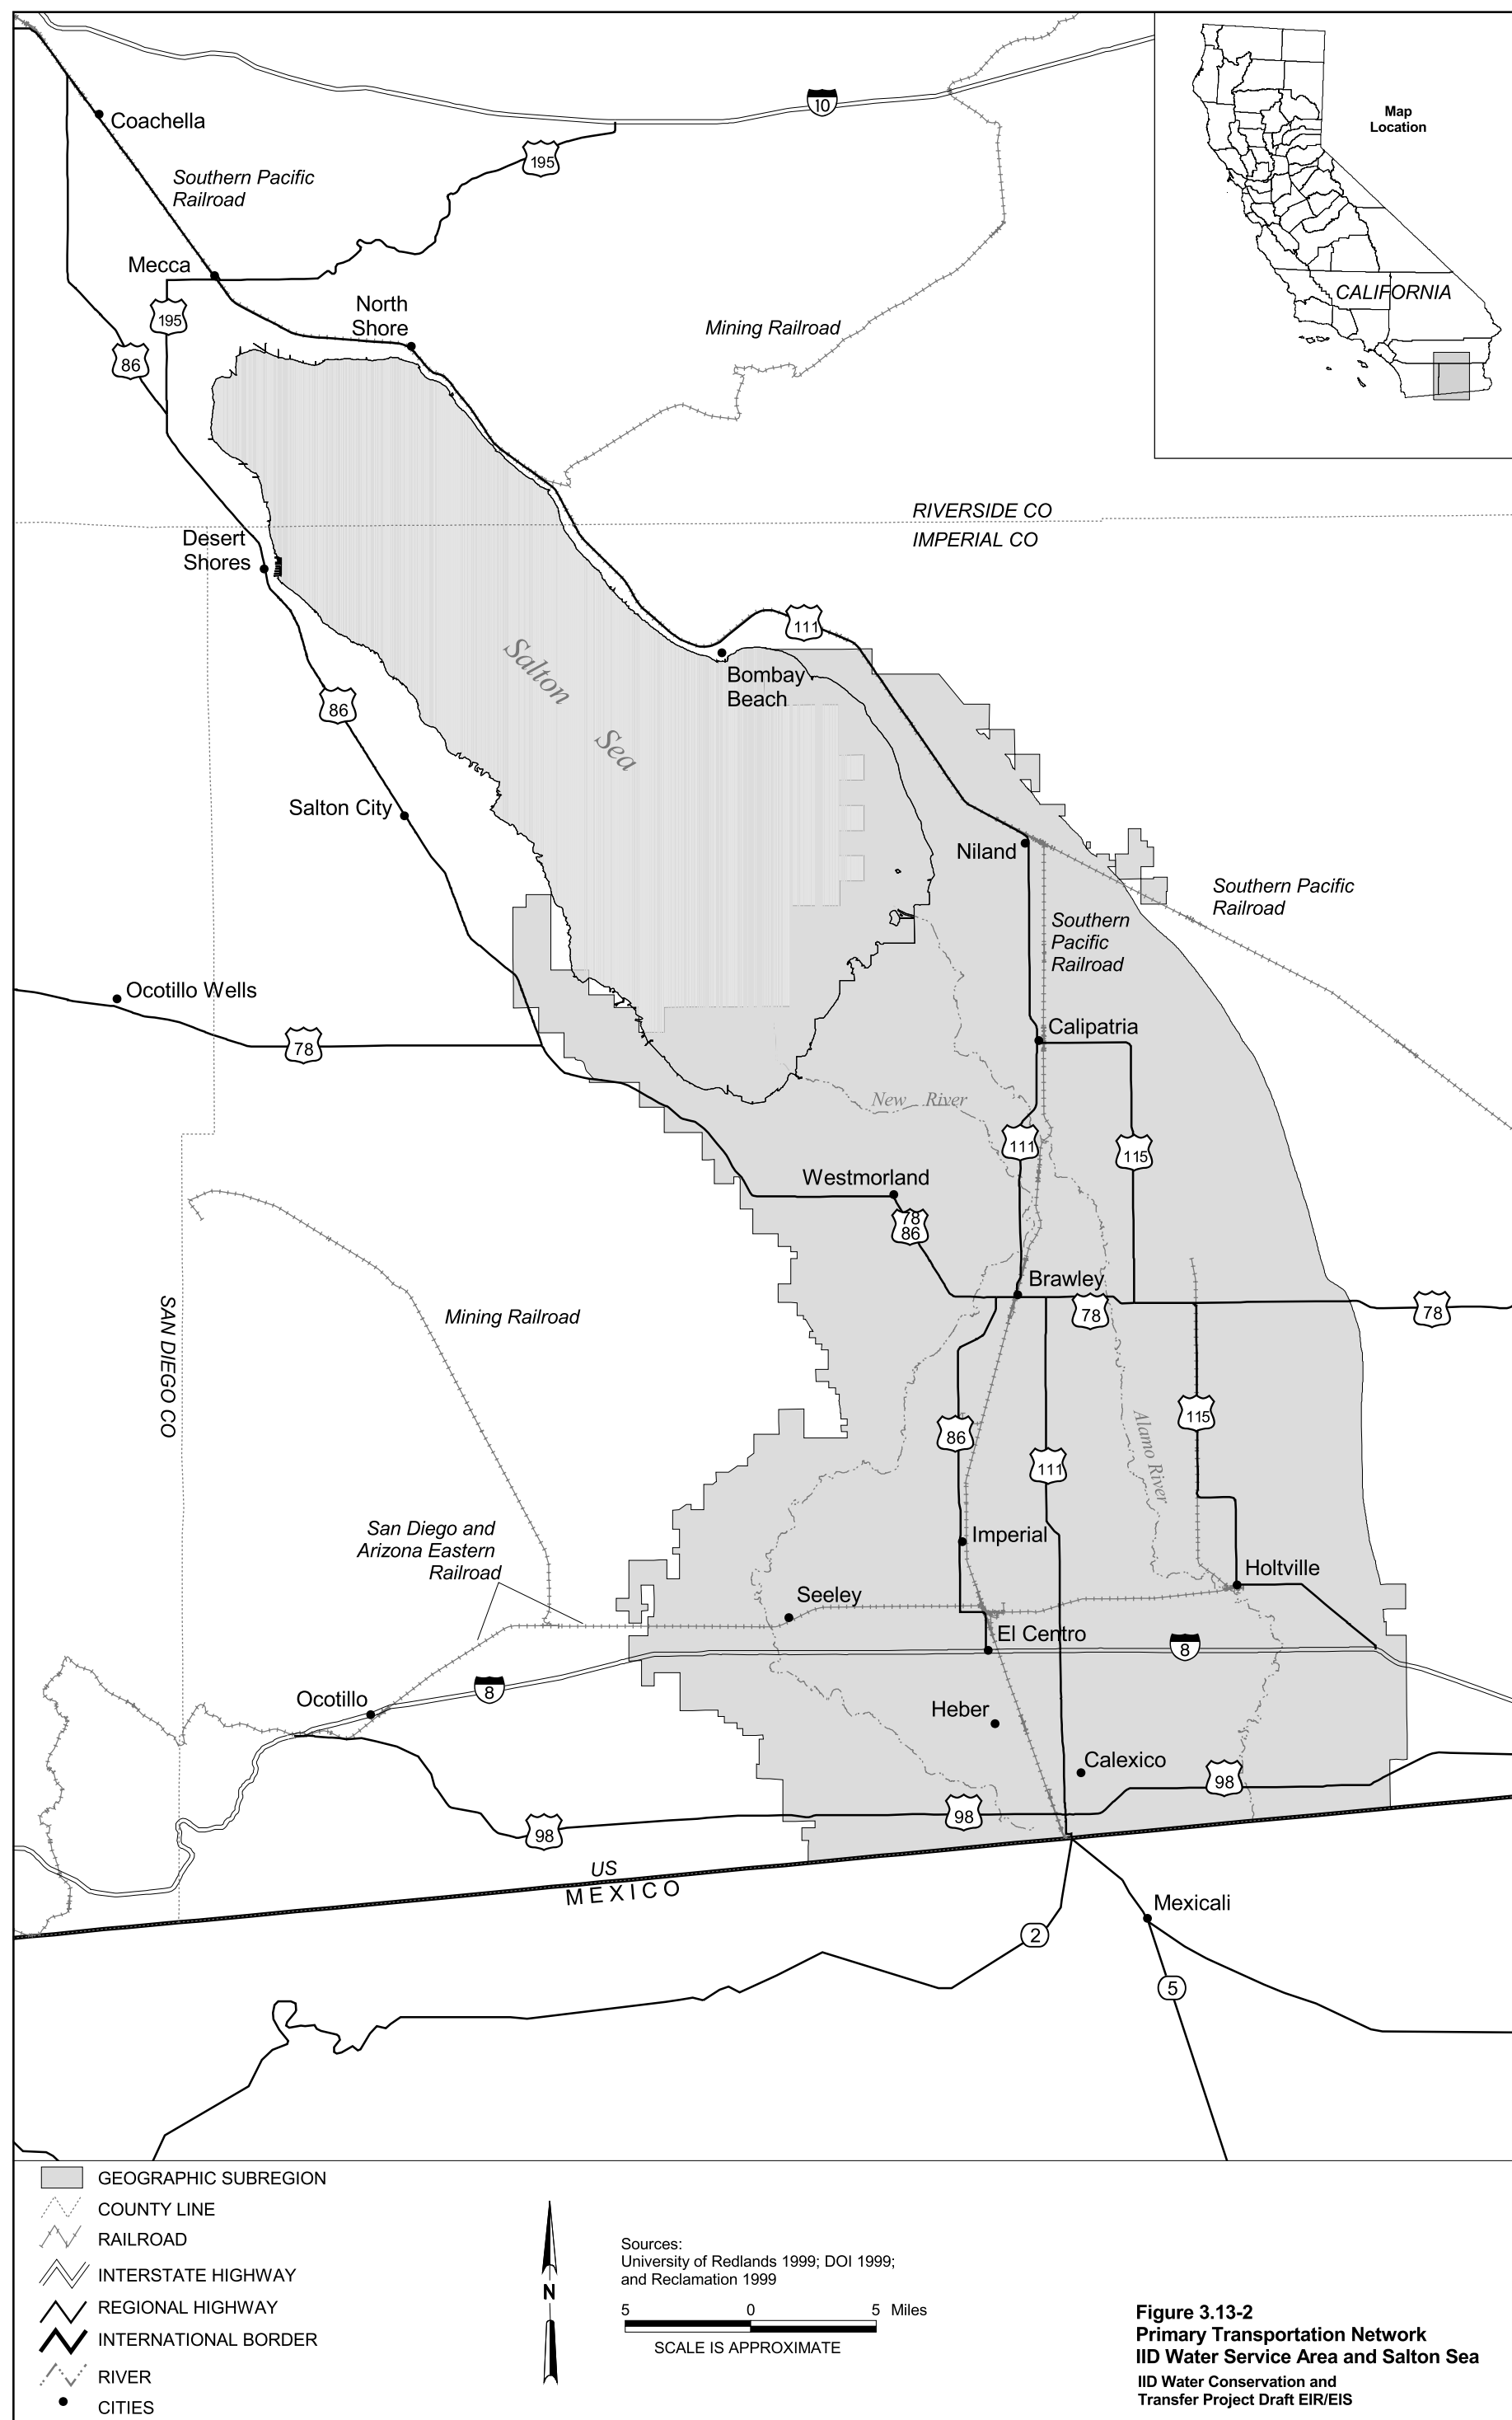 10
Map
Location
Coachella
195
Southern Pacific
Railroad
Mecca
CALIFORNIA
North
Shore
195
Mining Railroad
86
RIVERSIDE CO
IMPERIAL CO
Desert
Shores
111
Bombay
Beach
Salton
Sea
86
Salton City
Niland
Southern Pacific
Railroad
Southern
Pacific
Railroad
Ocotillo Wells
Calipatria
78
New River
111
115
Westmorland
78
86
Brawley
78
78
SAN DIEGO CO
Mining Railroad
115
86
Alamo River
111
San Diego and
Arizona Eastern
Railroad
Imperial
Holtville
Seeley
El Centro
8
8
Ocotillo
Heber
Calexico
98
98
98
US
MEXICO
Mexicali
2
5
GEOGRAPHIC SUBREGION
COUNTY LINE
RAILROAD
INTERSTATE HIGHWAY
REGIONAL HIGHWAY
INTERNATIONAL BORDER
RIVER
CITIES
N
Sources:
University of Redlands 1999; DOI 1999;
and Reclamation 1999
5 0 5 Miles
SCALE IS APPROXIMATE
Figure 3.13-2
Primary Transportation Network
IID Water Service Area and Salton Sea
IID Water Conservation and
Transfer Project Draft EIR/EIS